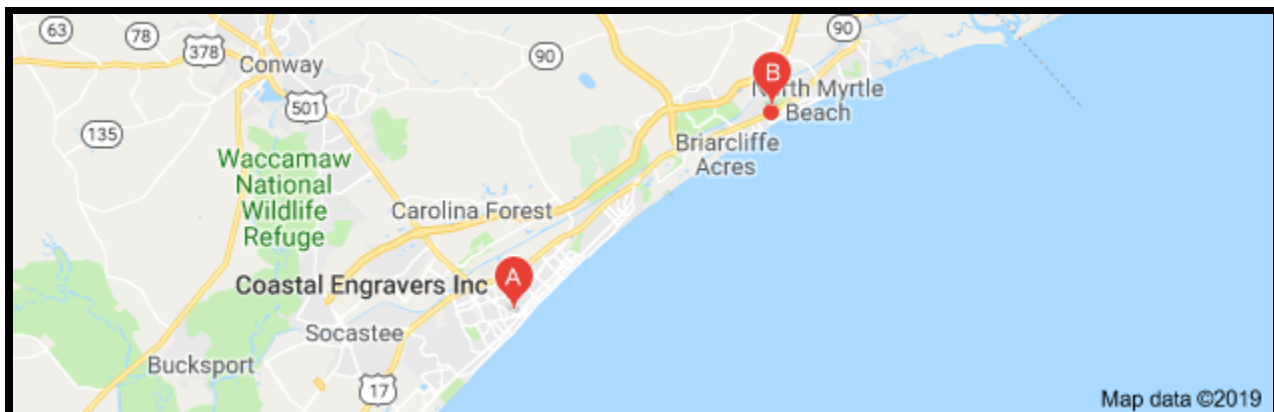 63
78
378
Conway
90
90
B
North Myrtle
Beach
501
135
Briarcliffe
Acres
Waccamaw
National
Wildlife
Refuge
Carolina Forest
Coastal Engravers Inc
A
Socastee
Bucksport
17
Map data ©2019